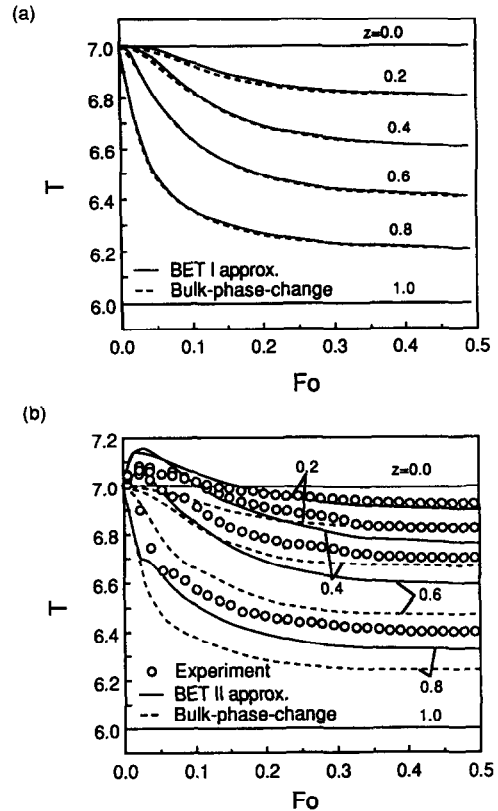 (a)
z=0.0
7.0
0.2
6.8
0.4
6.6
T
0.6
6.4
0.8
6.2
BET I approx.
Bulk-phase-change
1.0
6.0
0.0 0.1 0.2 0.3 0.4 0.5
Fo
(b)
7.2
0.2
z=0.0
7.0
6.8
0.4
T
6.6
0.6
6.4
0.8
Experiment
6.2
BET II approx.
Bulk-phase-change
1.0
6.0
0.0 0.1 0.2 0.3 0.4 0.5
Fo